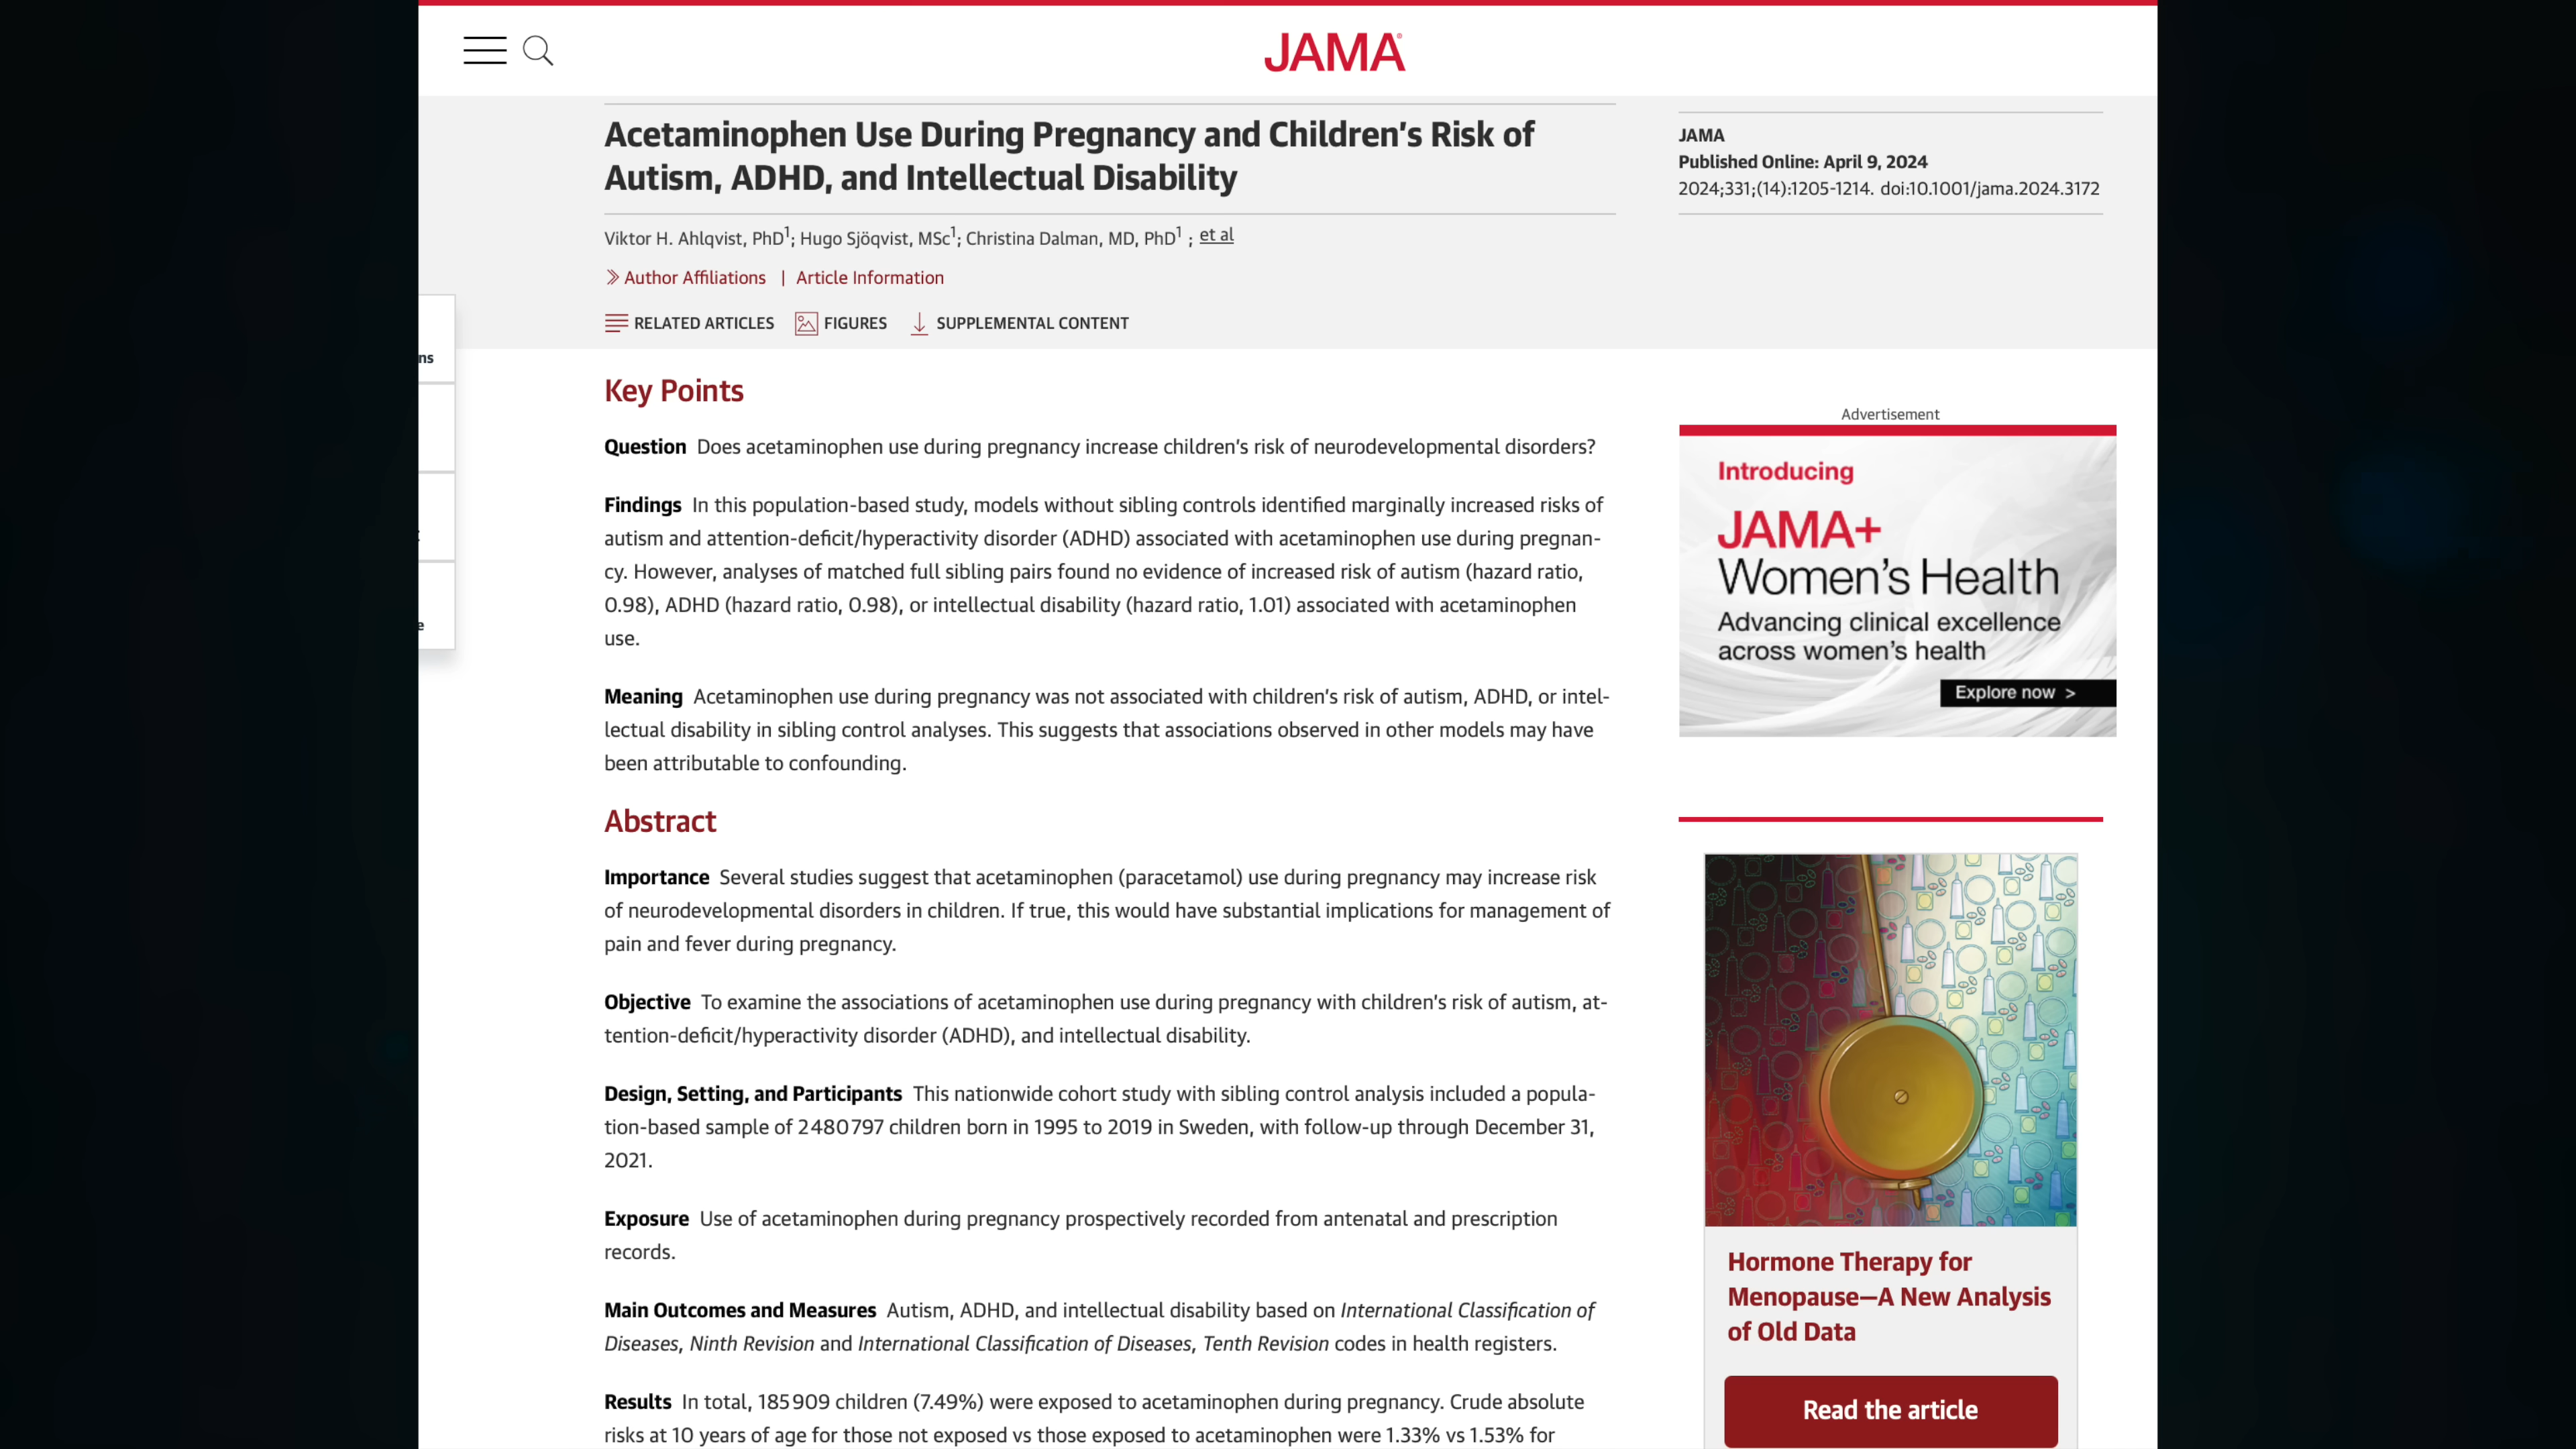 JAMA
Acetaminophen Use During Pregnancy and Children's Risk of
Autism, ADHD, and Intellectual Disability
Viktor H. Ahlqvist, PhD1; Hugo Sjöqvist, MSc1; Christina Dalman, MD, PhD1 ; et al
Author Affiliations | Article Information
RELATED ARTICLES FIGURES SUPPLEMENTAL CONTENT
JAMA
Published Online: April 9, 2024
2024;331;(14):1205-1214. doi:10.1001/jama.2024.3172
ns
e
Key Points
Question Does acetaminophen use during pregnancy increase children's risk of neurodevelopmental disorders?
Findings In this population-based study, models without sibling controls identified marginally increased risks of
autism and attention-deficit/hyperactivity disorder (ADHD) associated with acetaminophen use during pregnan-
cy. However, analyses of matched full sibling pairs found no evidence of increased risk of autism (hazard ratio,
0.98), ADHD (hazard ratio, 0.98), or intellectual disability (hazard ratio, 1.01) associated with acetaminophen
use.
Meaning Acetaminophen use during pregnancy was not associated with children's risk of autism, ADHD, or intel-
lectual disability in sibling control analyses. This suggests that associations observed in other models may have
been attributable to confounding.
Abstract
Importance Several studies suggest that acetaminophen (paracetamol) use during pregnancy may increase risk
of neurodevelopmental disorders in children. If true, this would have substantial implications for management of
pain and fever during pregnancy.
Objective To examine the associations of acetaminophen use during pregnancy with children's risk of autism, at-
tention-deficit/hyperactivity disorder (ADHD), and intellectual disability.
Design, Setting, and Participants This nationwide cohort study with sibling control analysis included a popula-
tion-based sample of 2 480 797 children born in 1995 to 2019 in Sweden, with follow-up through December 31,
2021.
Exposure Use of acetaminophen during pregnancy prospectively recorded from antenatal and prescription
records.
Main Outcomes and Measures Autism, ADHD, and intellectual disability based on International Classification of
Diseases, Ninth Revision and International Classification of Diseases, Tenth Revision codes in health registers.
Results In total, 185 909 children (7.49%) were exposed to acetaminophen during pregnancy. Crude absolute
risks at 10 years of age for those not exposed vs those exposed to acetaminophen were 1.33% vs 1.53% for
Advertisement
Introducing
JAMA+
Women's Health
Advancing clinical excellence
across women's health
Explore now >
Hormone Therapy for
Menopause—A New Analysis
of Old Data
Read the article